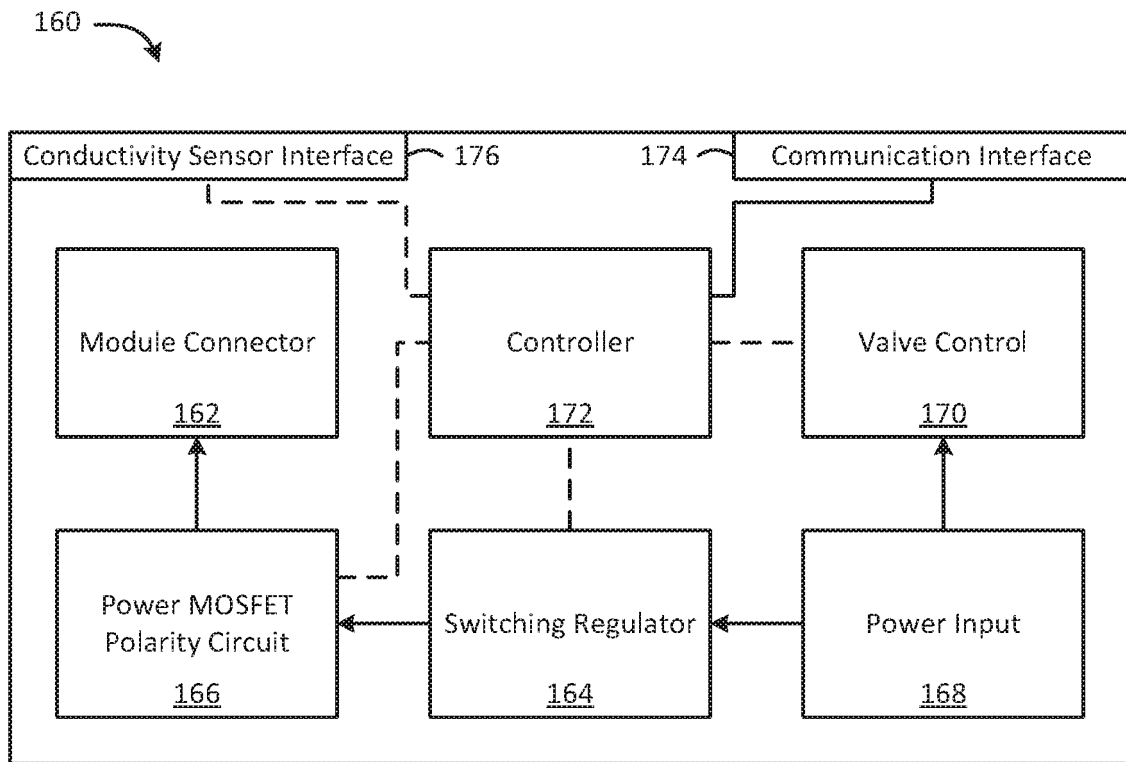 160
Conductivity Sensor Interface
176
174
Communication Interface
Module Connector
162
Controller
172
Valve Control
170
Power MOSFET
Polarity Circuit
166
Switching Regulator
164
Power Input
168